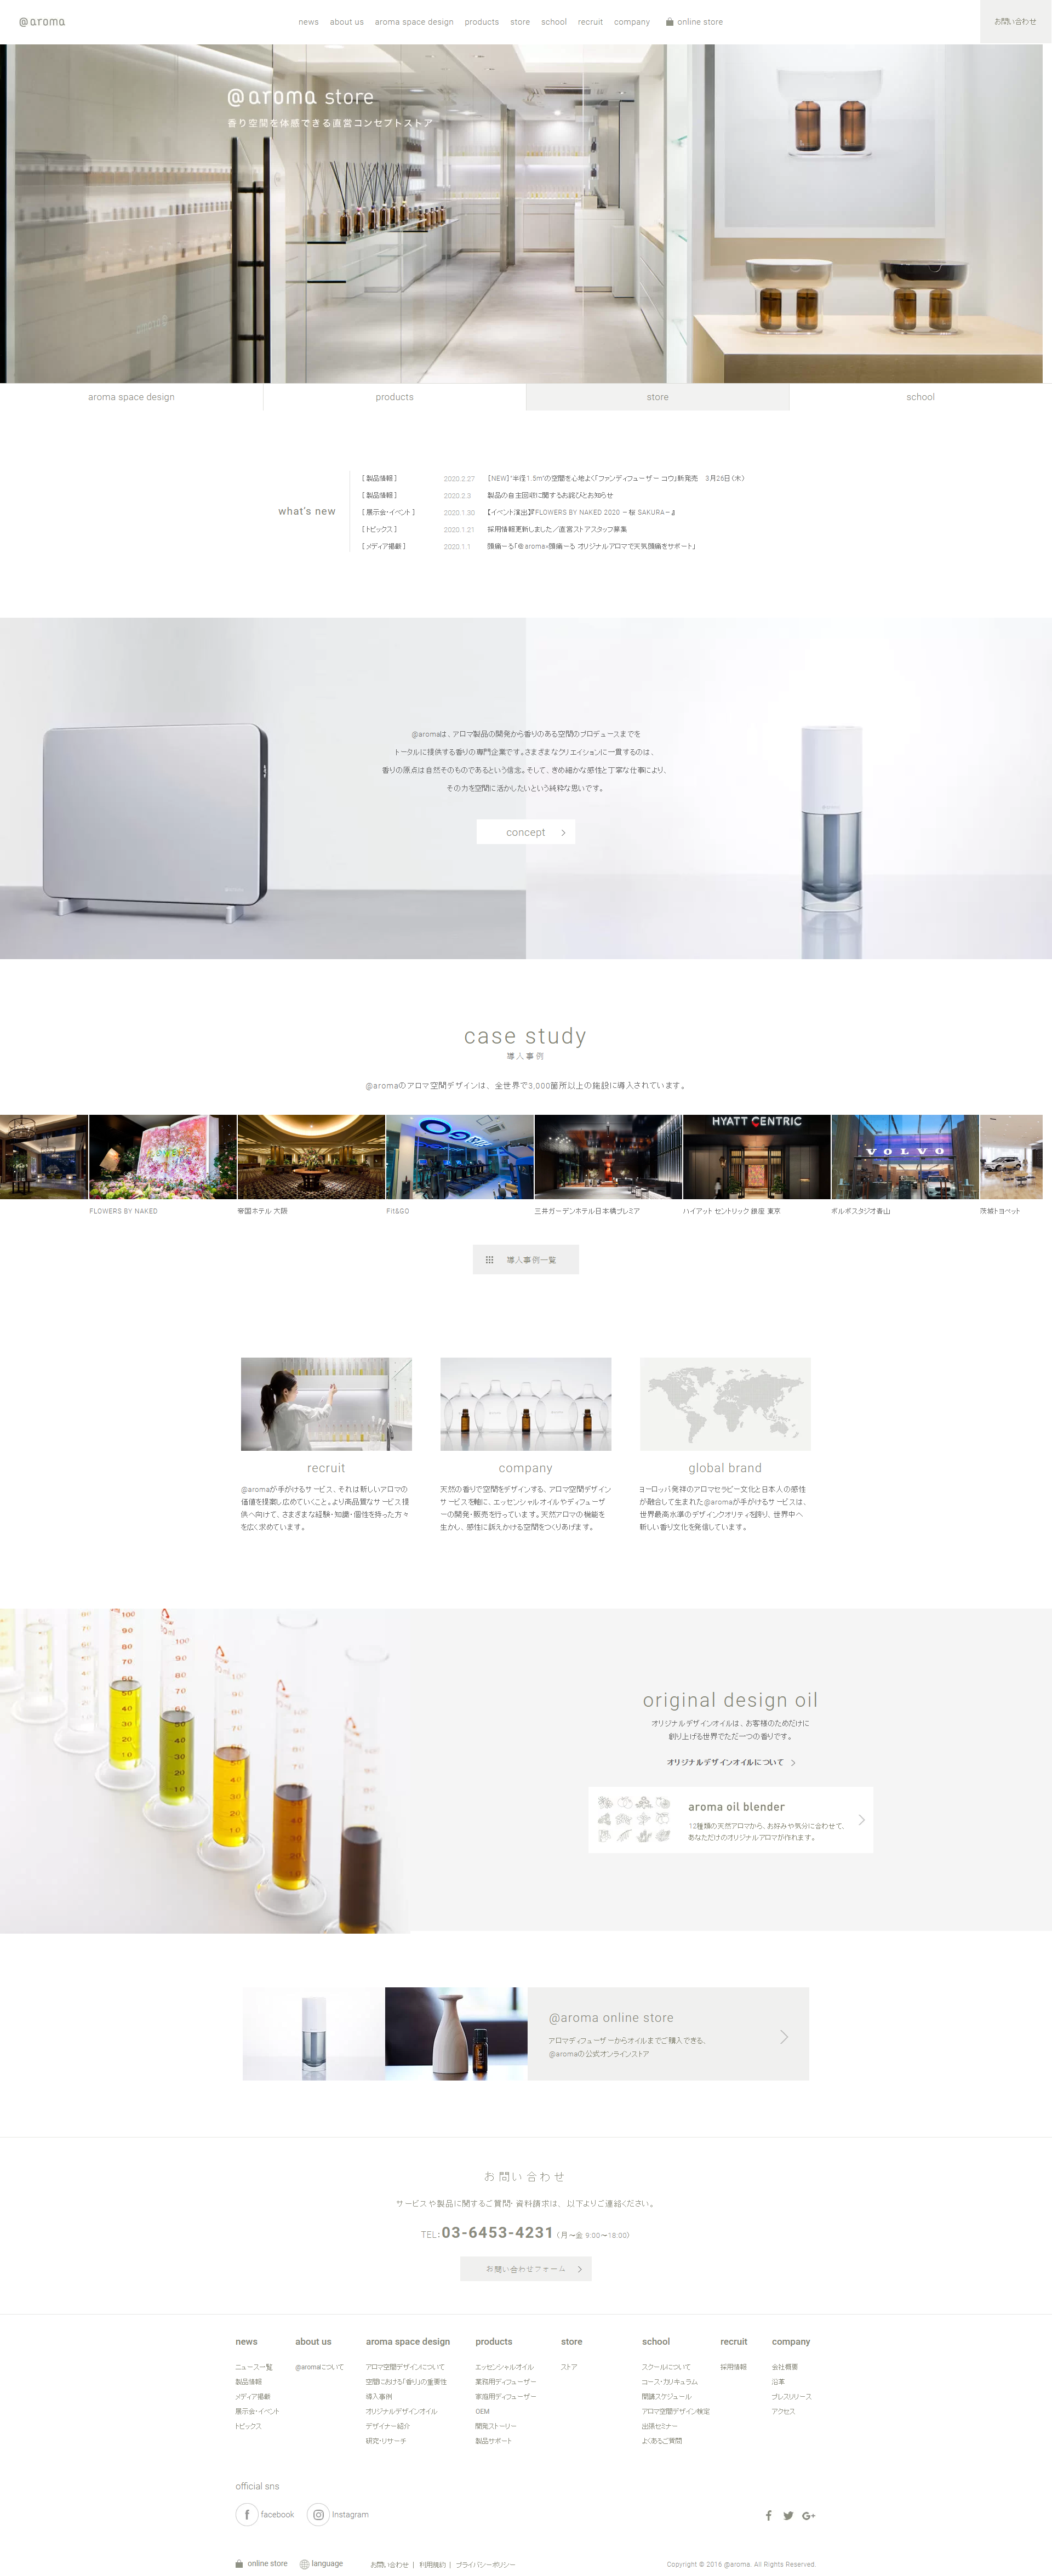 @aroma
news about us aroma space design products store school recruit company online store
お問い合わせ
@aroma store
香り空間を体感できる直営コンセプトストア
aroma space design
products
store
school
what's new
[ 製品情報 ] 2020.2.27 【NEW】"半径1.5m"の空間を心地よく「ファンディフューザー コウ」新発売 3月26日(木)
[ 製品情報 ] 2020.2.3 製品の自主回収に関するお詫びとお知らせ
[ 展示会・イベント ] 2020.1.30 【イベント演出】『FLOWERS BY NAKED 2020 －桜 SAKURA－』
[ トピックス ] 2020.1.21 採用情報更新しました／直営ストアスタッフ募集
[ メディア掲載 ] 2020.1.1 頭痛ーる「@aroma×頭痛ーる オリジナルアロマで天気頭痛をサポート」
@aromaは、アロマ製品の開発から香りのある空間のプロデュースまでを
トータルに提供する香りの専門企業です。さまざまなクリエイションに一貫するのは、
香りの原点は自然そのものであるという信念。そして、きめ細かな感性と丁寧な仕事により、
その力を空間に活かしたいという純粋な思いです。
concept
case study
導入事例
@aromaのアロマ空間デザインは、全世界で3,000箇所以上の施設に導入されています。
HYATT CENTRIC
VOLVO
FLOWERS BY NAKED
帝国ホテル 大阪
Fit&GO
三井ガーデンホテル日本橋プレミア
ハイアット セントリック 銀座 東京
ボルボスタジオ青山
茨城トヨペット
導入事例一覧
recruit
@aromaが手がけるサービス、それは新しいアロマの
価値を提案し広めていくこと。より高品質なサービス提
供へ向けて、さまざまな経験・知識・個性を持った方々
を広く求めています。
company
天然の香りで空間をデザインする、アロマ空間デザイン
サービスを軸に、エッセンシャルオイルやディフューザ
ーの開発・販売を行っています。天然アロマの機能を
生かし、感性に訴えかける空間をつくりあげます。
global brand
ヨーロッパ発祥のアロマセラピー文化と日本人の感性
が融合して生まれた@aromaが手がけるサービスは、
世界最高水準のデザインクオリティを誇り、世界中へ
新しい香り文化を発信しています。
original design oil
オリジナルデザインオイルは、お客様のためだけに
創り上げる世界でただ一つの香りです。
オリジナルデザインオイルについて
aroma oil blender
12種類の天然アロマから、お好みや気分に合わせて、
あなただけのオリジナルアロマが作れます。
@aroma online store
アロマディフューザーからオイルまでご購入できる、
@aromaの公式オンラインストア
お問い合わせ
サービスや製品に関するご質問・資料請求は、以下よりご連絡ください。
TEL:03-6453-4231（月〜金 9:00〜18:00）
お問い合わせフォーム
news
ニュース一覧
製品情報
メディア掲載
展示会・イベント
トピックス
about us
@aromaについて
aroma space design
アロマ空間デザインについて
空間における「香り」の重要性
導入事例
オリジナルデザインオイル
デザイナー紹介
研究・リサーチ
products
エッセンシャルオイル
業務用ディフューザー
家庭用ディフューザー
OEM
開発ストーリー
製品サポート
store
ストア
school
スクールについて
コース・カリキュラム
開講スケジュール
アロマ空間デザイン検定
出張セミナー
よくあるご質問
recruit
採用情報
company
会社概要
沿革
プレスリリース
アクセス
official sns
facebook Instagram
online store language お問い合わせ | 利用規約 | プライバシーポリシー
Copyright © 2016 @aroma. All Rights Reserved.